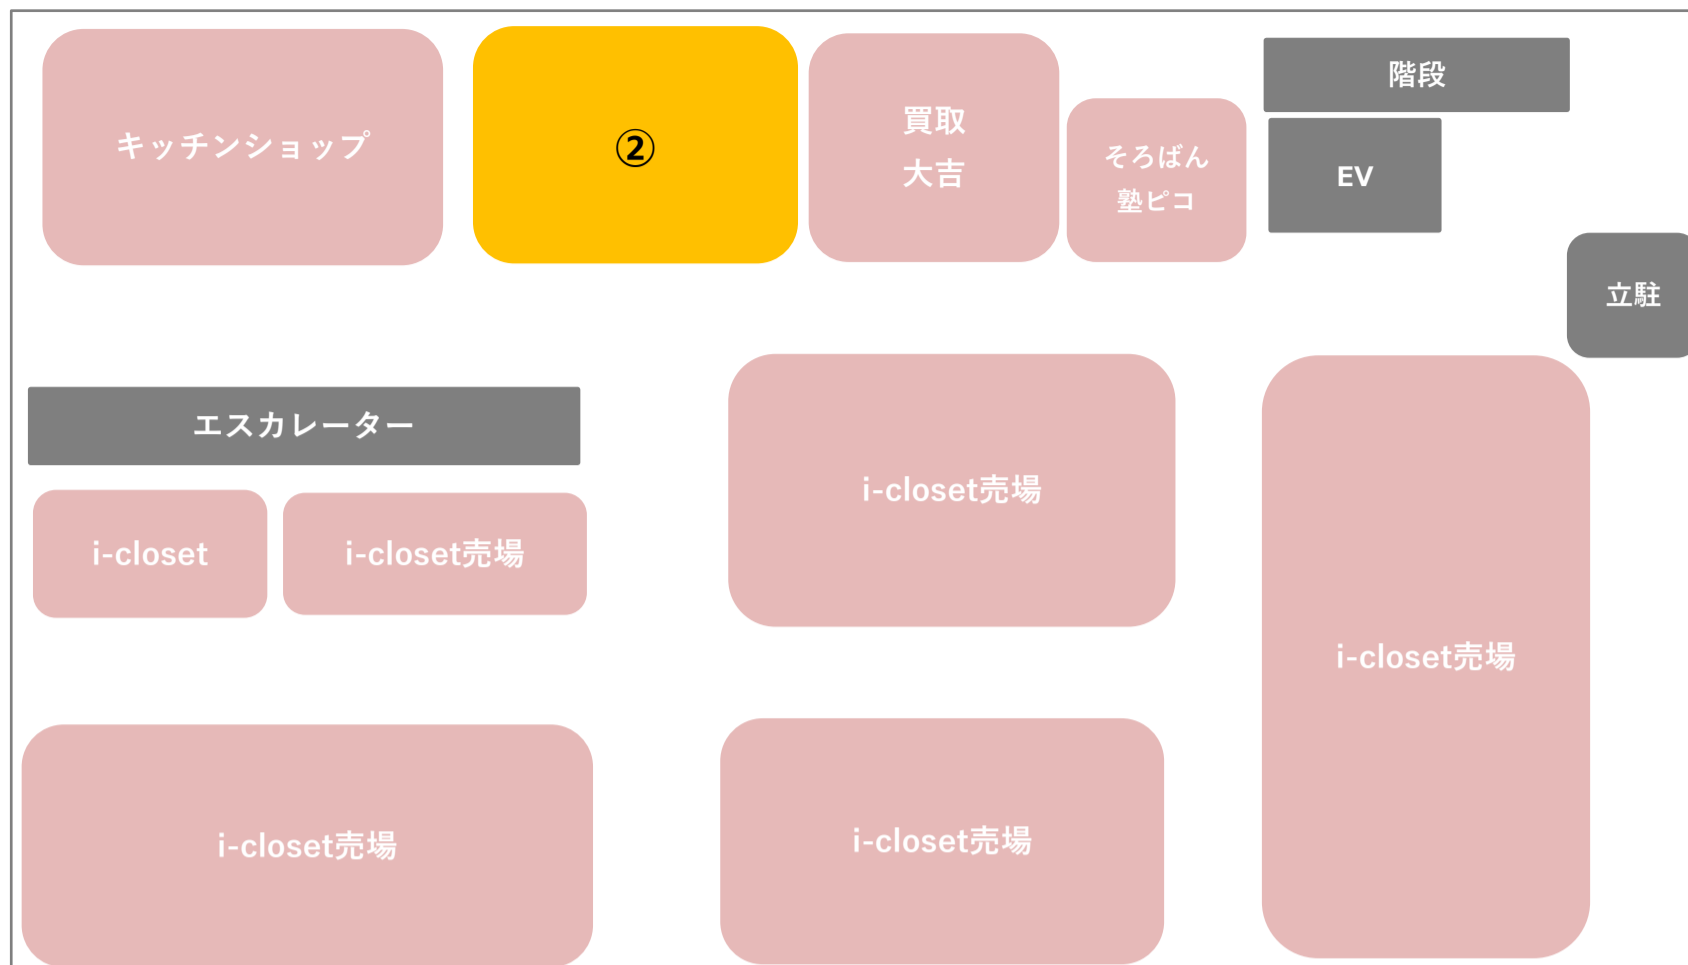 キッチンショップ
②
買取
大吉
そろばん
塾ピコ
階段
EV
立駐
エスカレーター
i-closet
i-closet売場
i-closet売場
i-closet売場
i-closet売場
i-closet売場